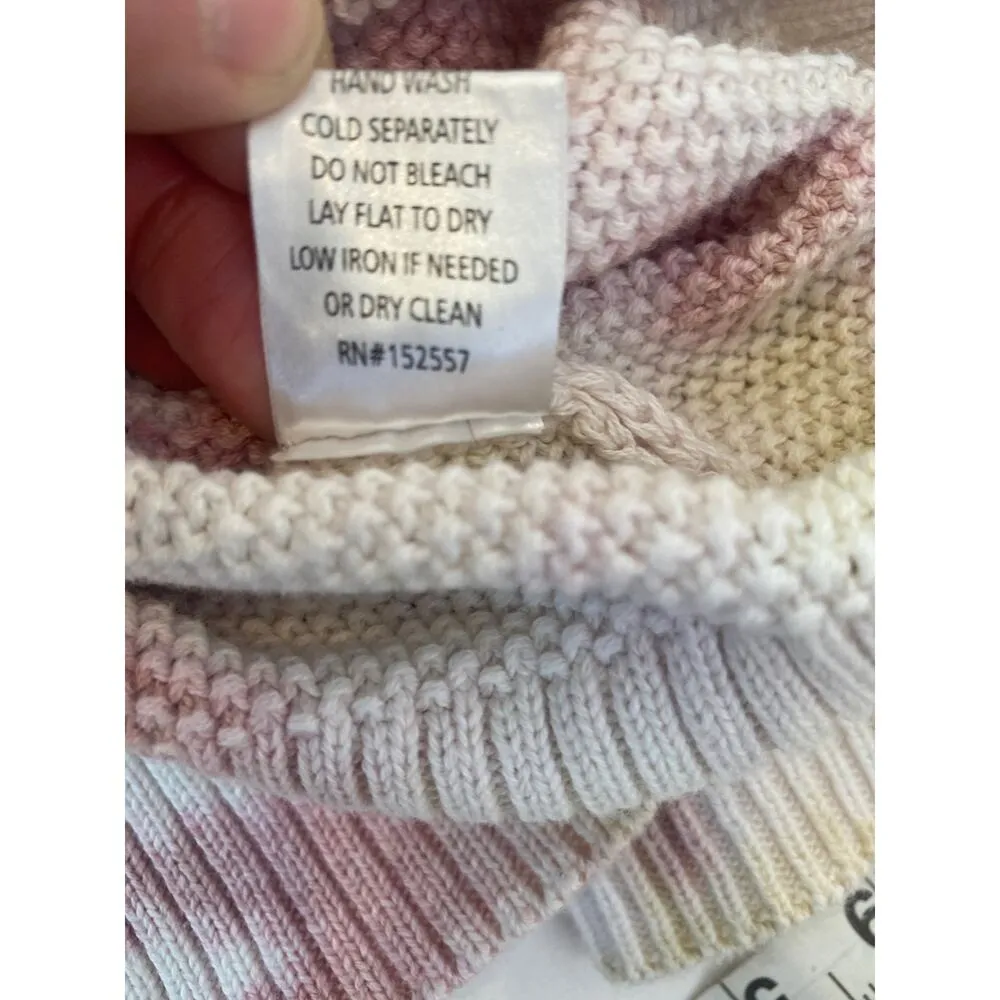 HAND WASH
COLD SEPARATELY
DO NOT BLEACH
LAY FLAT TO DRY
LOW IRON IF NEEDED
OR DRY CLEAN
RN#152557